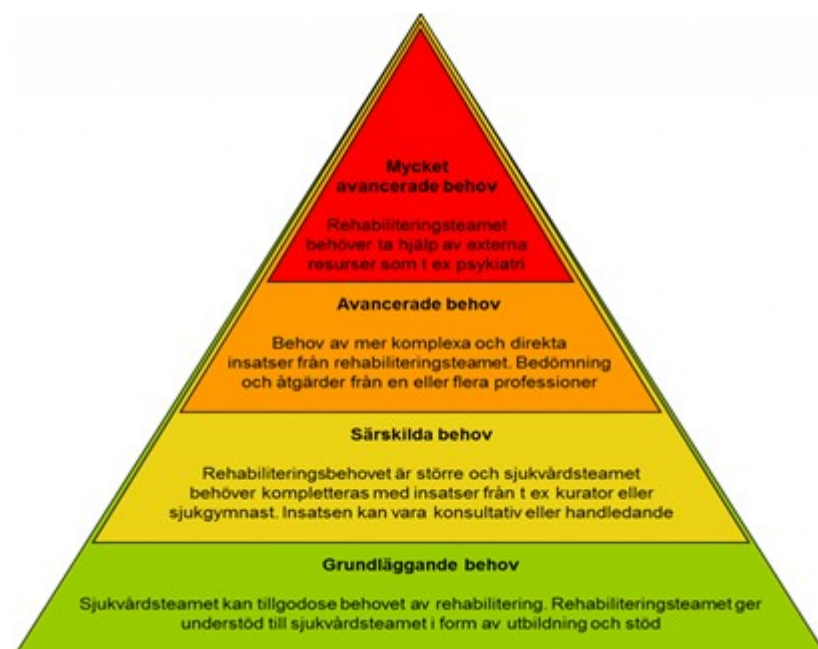 Mycket
avancerade behov
Rehabiliteringsteamet
behöver ta hjälp av externa
resurser som t ex psykiatri
Avancerade behov
Behov av mer komplexa och direkta
insatser från rehabiliteringsteamet. Bedömning
och åtgärder från en eller flera professioner
Särskilda behov
Rehabiliteringsbehovet är större och sjukvårdsteamet
behöver kompletteras med insatser från t ex kurator eller
sjukgymnast. Insatsen kan vara konsultativ eller handledande
Grundläggande behov
Sjukvårdsteamet kan tillgodose behovet av rehabilitering. Rehabiliteringsteamet ger
understöd till sjukvårdsteamet i form av utbildning och stöd